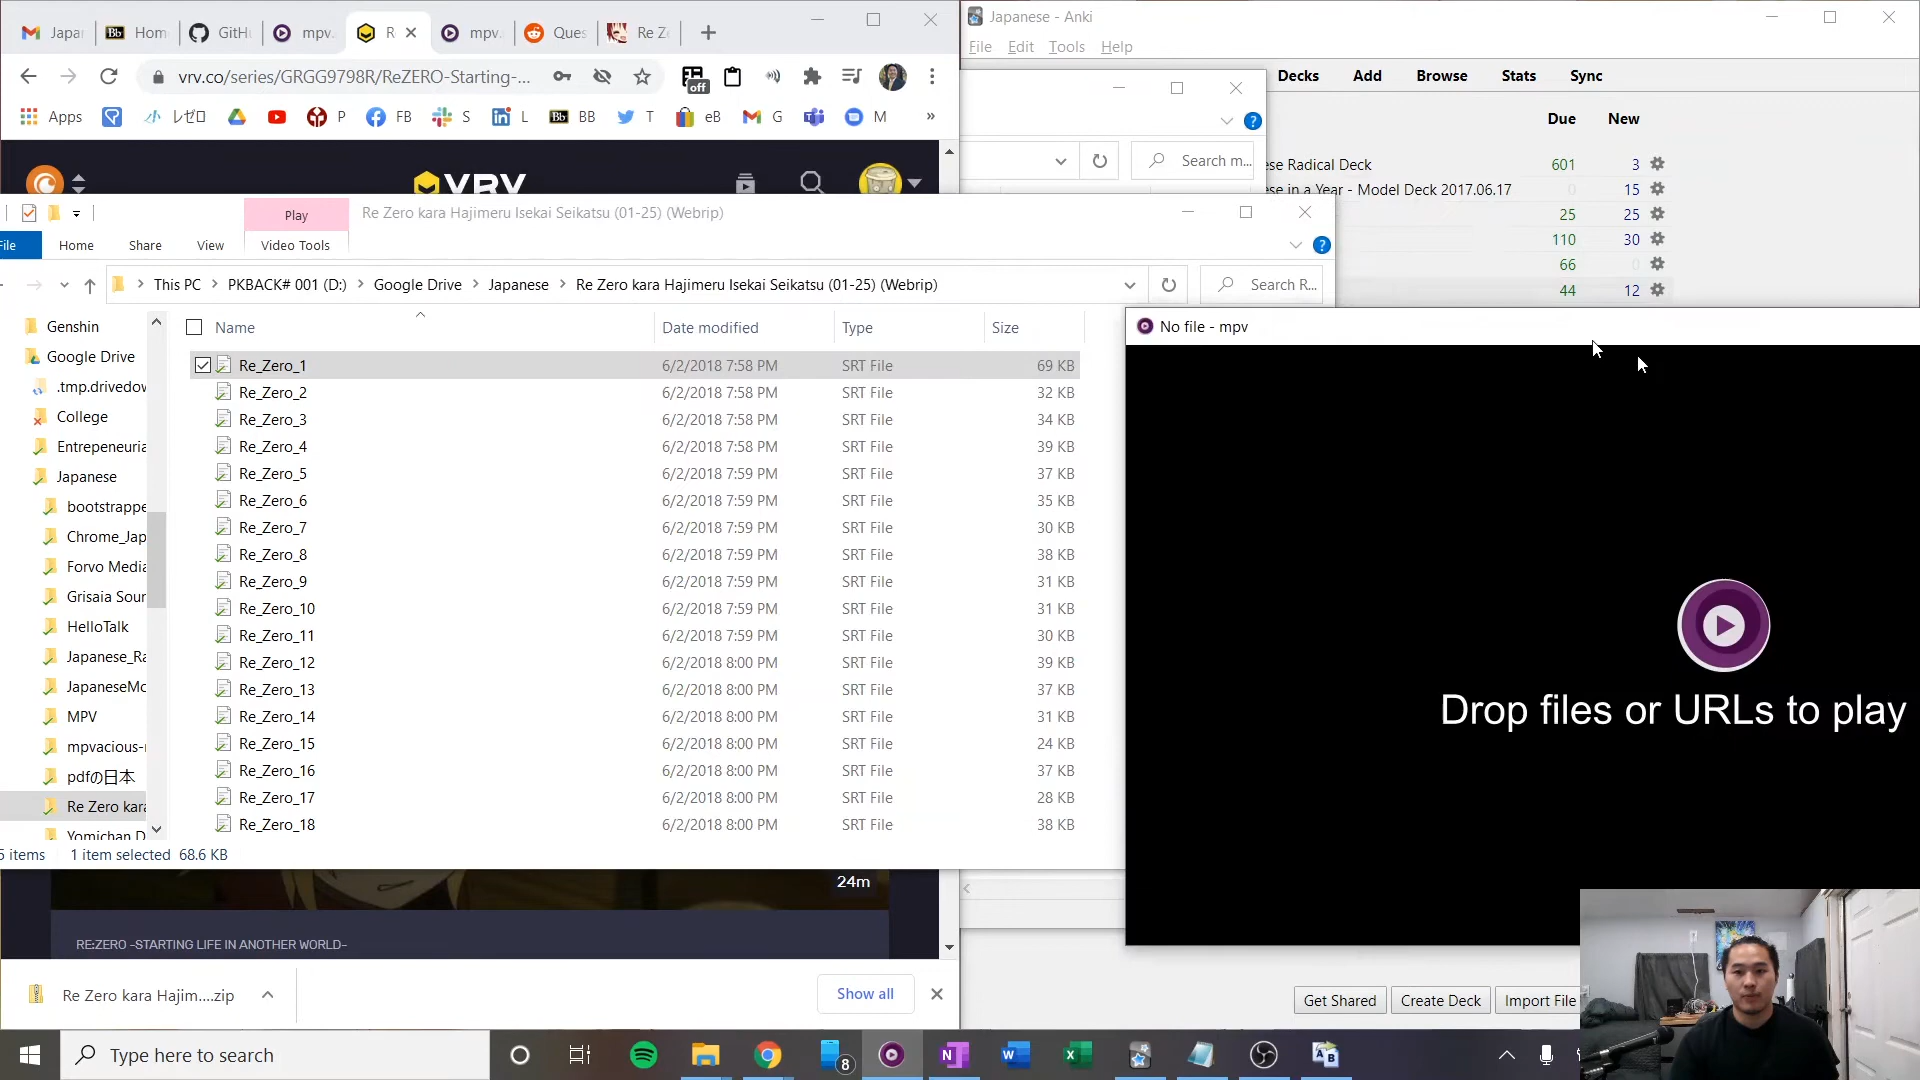 Japar
Hom
GitHu
mpv.
R
mpv.
Ques
Re Ze
Japanese - Anki
File Edit Tools Help
vrv.co/series/GRGG9798R/ReZERO-Starting-...
off
Decks Add Browse Stats Sync
Apps
レゼロ
P
FB
S
L
BB
T
eB
G
M
»
Due New
Search m...
VRV
ese Radical Deck 601 3
ese in a Year - Model Deck 2017.06.17 0 15
25 25
110 30
66 0
44 12
Play
Re Zero kara Hajimeru Isekai Seikatsu (01-25) (Webrip)
File Home Share View Video Tools
This PC > PKBACK# 001 (D:) > Google Drive > Japanese > Re Zero kara Hajimeru Isekai Seikatsu (01-25) (Webrip)
Search R...
Genshin
Google Drive
.tmp.drivedow
College
Entrepeneuria
Japanese
bootstrappe
Chrome_Jap
Forvo Media
Grisaia Sour
HelloTalk
Japanese_Ra
JapaneseMo
MPV
mpvacious-r
pdfの日本
Re Zero kara
Yomichan D
Name Date modified Type Size
Re_Zero_1 6/2/2018 7:58 PM SRT File 69 KB
Re_Zero_2 6/2/2018 7:58 PM SRT File 32 KB
Re_Zero_3 6/2/2018 7:58 PM SRT File 34 KB
Re_Zero_4 6/2/2018 7:58 PM SRT File 39 KB
Re_Zero_5 6/2/2018 7:59 PM SRT File 37 KB
Re_Zero_6 6/2/2018 7:59 PM SRT File 35 KB
Re_Zero_7 6/2/2018 7:59 PM SRT File 30 KB
Re_Zero_8 6/2/2018 7:59 PM SRT File 38 KB
Re_Zero_9 6/2/2018 7:59 PM SRT File 31 KB
Re_Zero_10 6/2/2018 7:59 PM SRT File 31 KB
Re_Zero_11 6/2/2018 7:59 PM SRT File 30 KB
Re_Zero_12 6/2/2018 8:00 PM SRT File 39 KB
Re_Zero_13 6/2/2018 8:00 PM SRT File 37 KB
Re_Zero_14 6/2/2018 8:00 PM SRT File 31 KB
Re_Zero_15 6/2/2018 8:00 PM SRT File 24 KB
Re_Zero_16 6/2/2018 8:00 PM SRT File 37 KB
Re_Zero_17 6/2/2018 8:00 PM SRT File 28 KB
Re_Zero_18 6/2/2018 8:00 PM SRT File 38 KB
5 items 1 item selected 68.6 KB
No file - mpv
Drop files or URLs to play
24m
RE:ZERO -STARTING LIFE IN ANOTHER WORLD-
Re Zero kara Hajim....zip
Show all
Get Shared Create Deck Import File
Type here to search
8